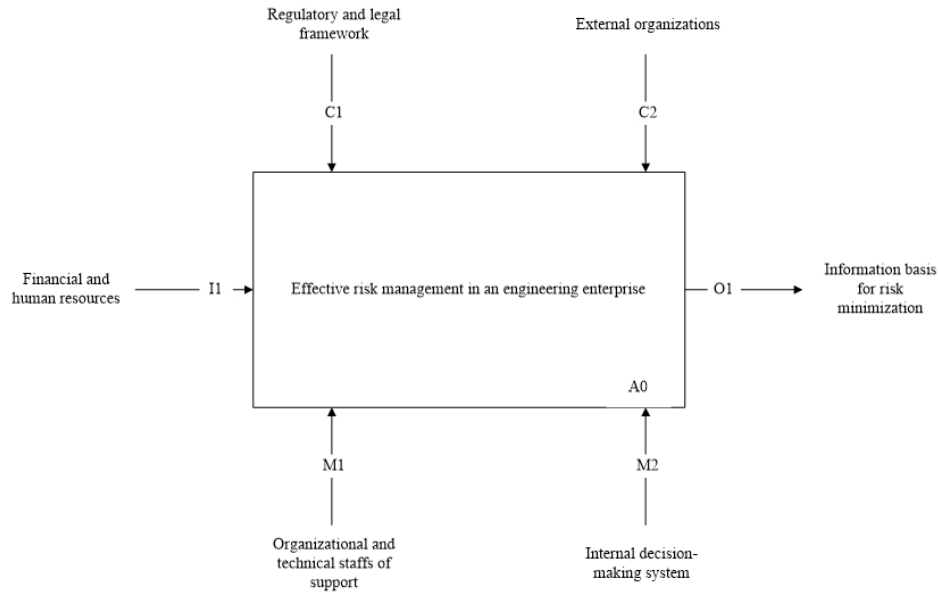 Regulatory and legal
framework
External organizations
C1
C2
Financial and
human resources
I1
Effective risk management in an engineering enterprise
O1
Information basis
for risk
minimization
A0
M1
M2
Organizational and
technical staffs of
support
Internal decision-
making system